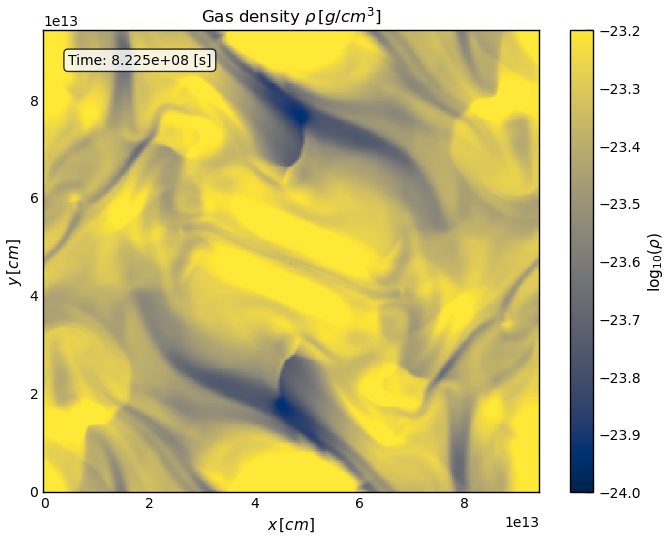 Gas density ρ [g/cm³]
1e13
Time: 8.225e+08 [s]
8
6
4
2
0
y [cm]
0
2
4
6
8
1e13
x [cm]
−23.2
−23.3
−23.4
−23.5
−23.6
−23.7
−23.8
−23.9
−24.0
log₁₀(ρ)